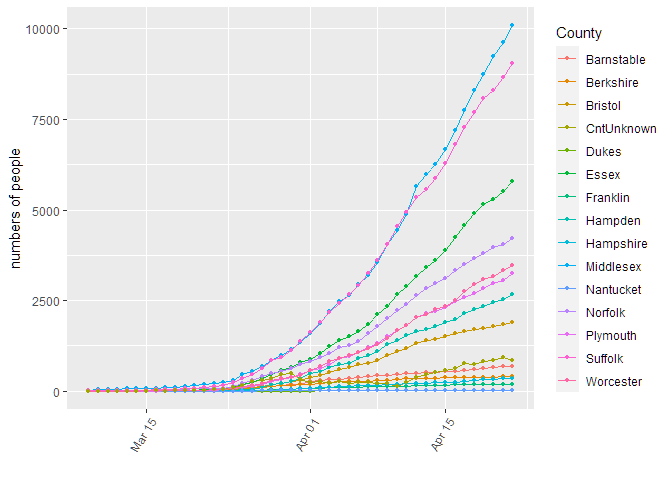 10000
7500
5000
2500
0
numbers of people
Mar 15
Apr 01
Apr 15
County
Barnstable
Berkshire
Bristol
CntUnknown
Dukes
Essex
Franklin
Hampden
Hampshire
Middlesex
Nantucket
Norfolk
Plymouth
Suffolk
Worcester